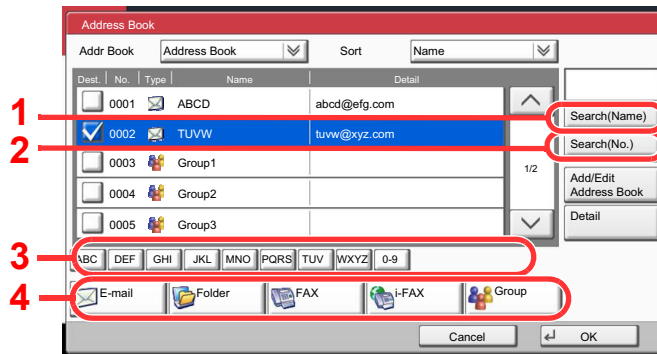 Address Book
Addr Book Address Book Sort Name
Dest. No. Type Name Detail
0001 ABCD abcd@efg.com
1 Search(Name)
0002 TUVW tuvw@xyz.com
2 Search(No.)
0003 Group1 1/2
Add/Edit
Address Book
0004 Group2
0005 Group3 Detail
3 ABC DEF GHI JKL MNO PQRS TUV WXYZ 0-9
4 E-mail Folder FAX i-FAX Group
Cancel OK